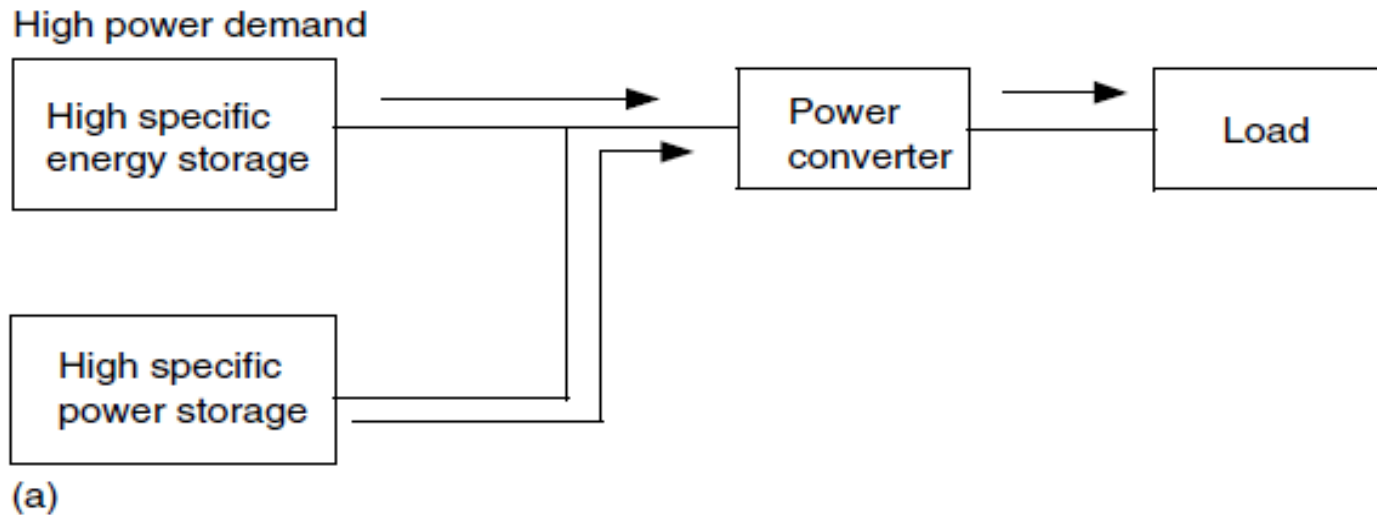 High power demand
High specific
energy storage
Power
converter
Load
High specific
power storage
(a)